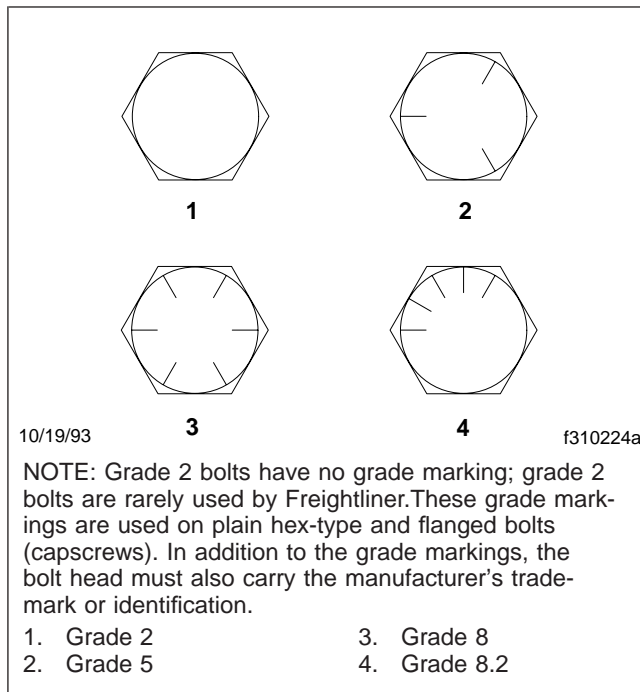 1
2
3
4
10/19/93
f310224a
NOTE: Grade 2 bolts have no grade marking; grade 2
bolts are rarely used by Freightliner.These grade mark-
ings are used on plain hex-type and flanged bolts
(capscrews). In addition to the grade markings, the
bolt head must also carry the manufacturer's trade-
mark or identification.
1. Grade 2
2. Grade 5
3. Grade 8
4. Grade 8.2